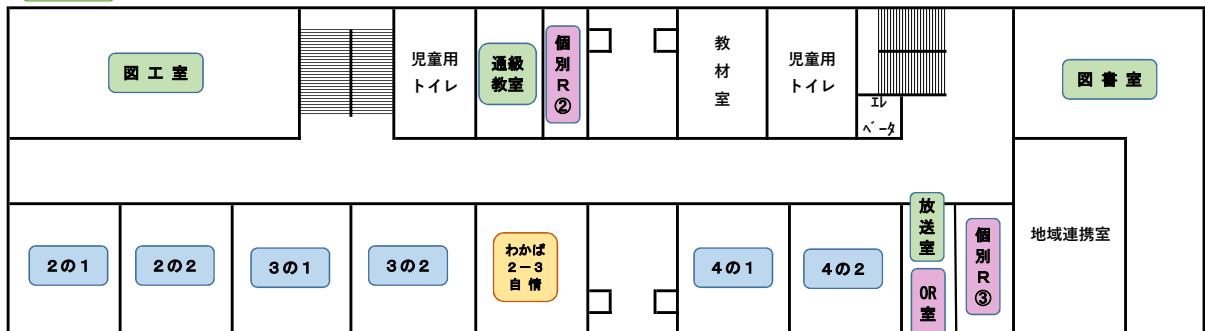 図工室
児童用
トイレ
通級
教室
個
別
R
②
教
材
室
児童用
トイレ
エレ
ベータ
図書室
2の1
2の2
3の1
3の2
わかば
2-3
自情
4の1
4の2
放
送
室
OR
室
個
別
R
③
地域連携室